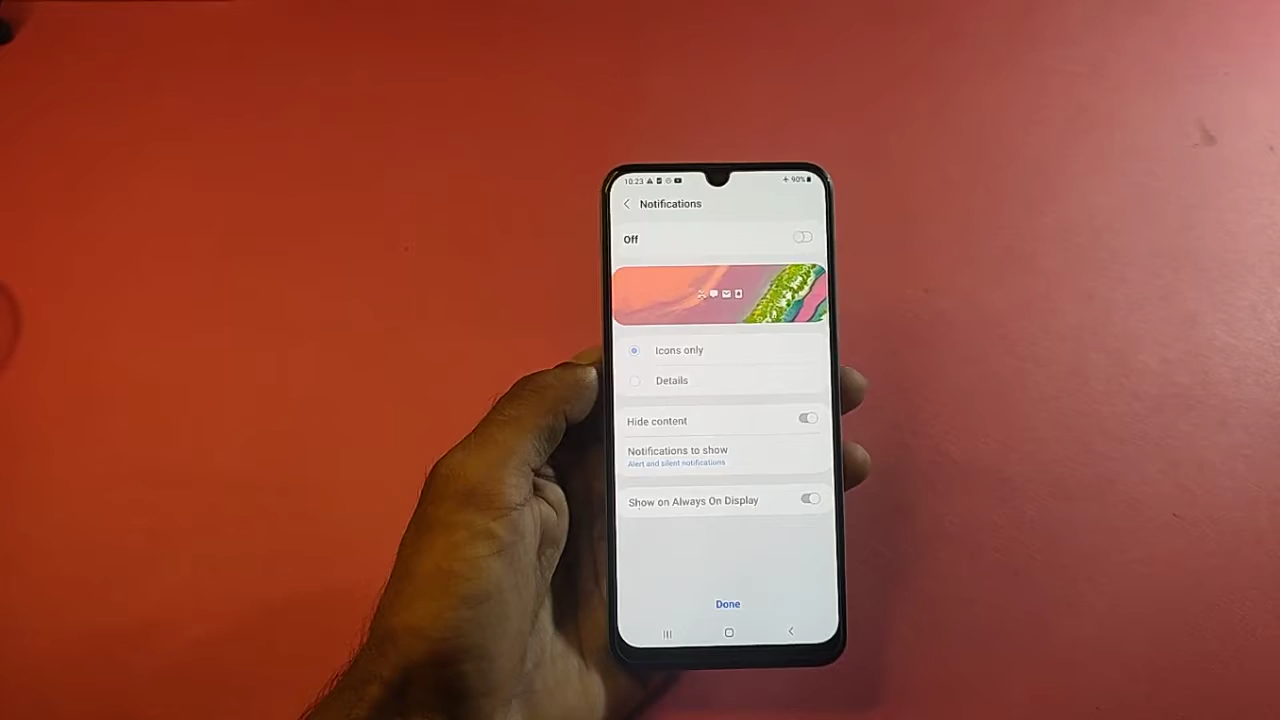 10:23
90%
Notifications
Off
Icons only
Details
Hide content
Notifications to show
Alert and silent notifications
Show on Always On Display
Done